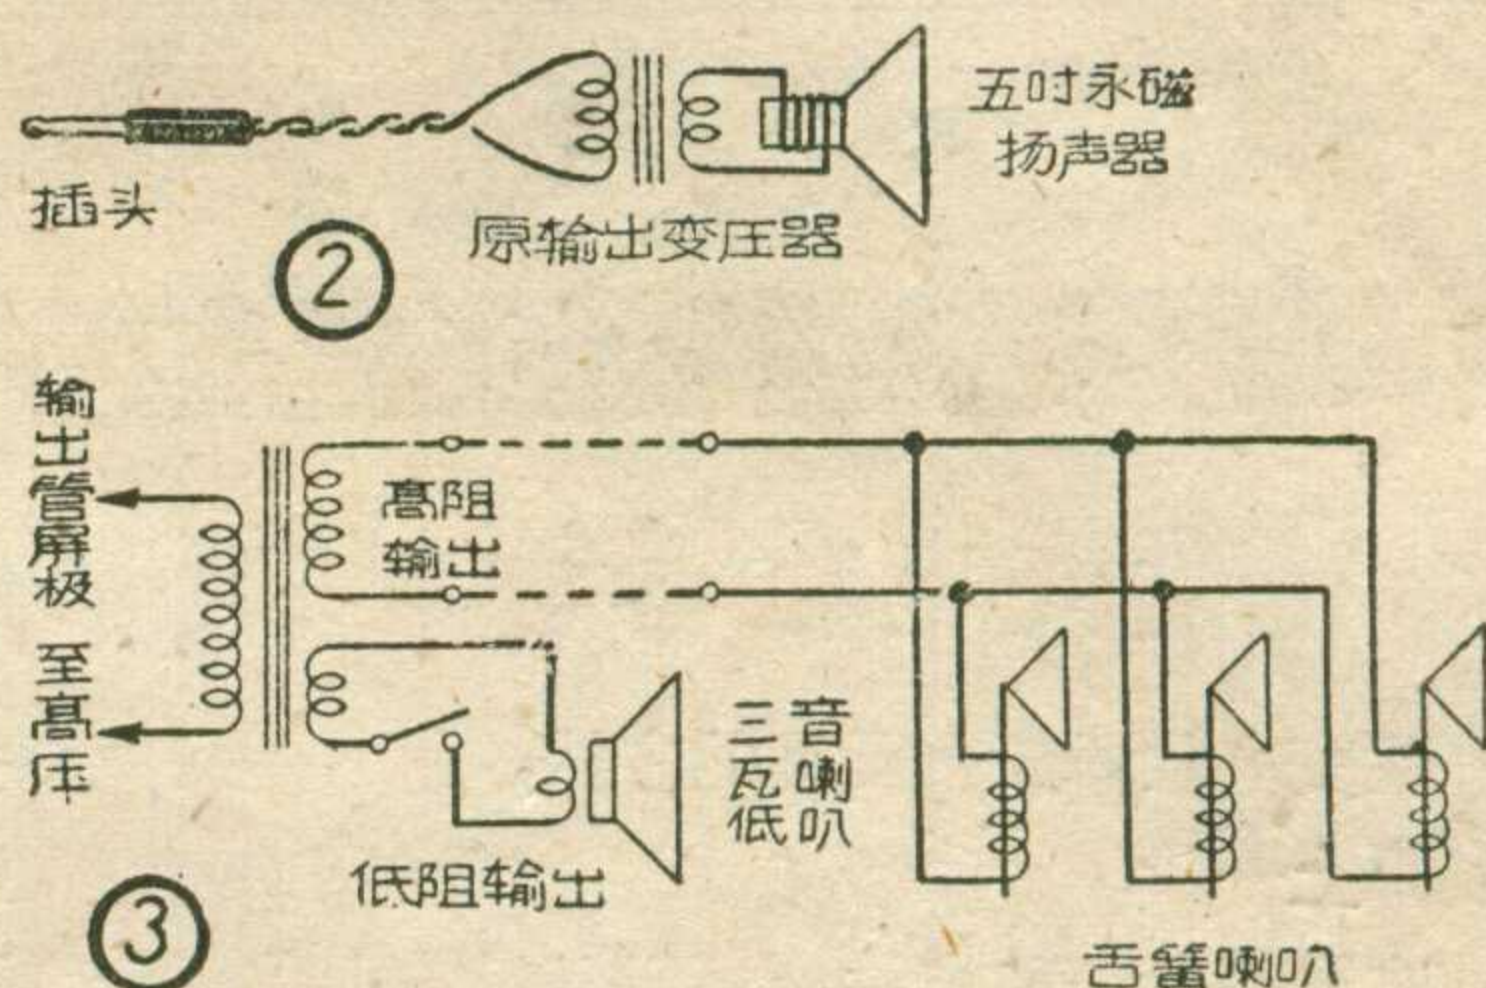 五吋永磁
扬声器
插头
原输出变压器
2
输出管屏极
至高压
高阻
输出
三瓦低
音喇叭
低阻输出
3
舌簧喇叭